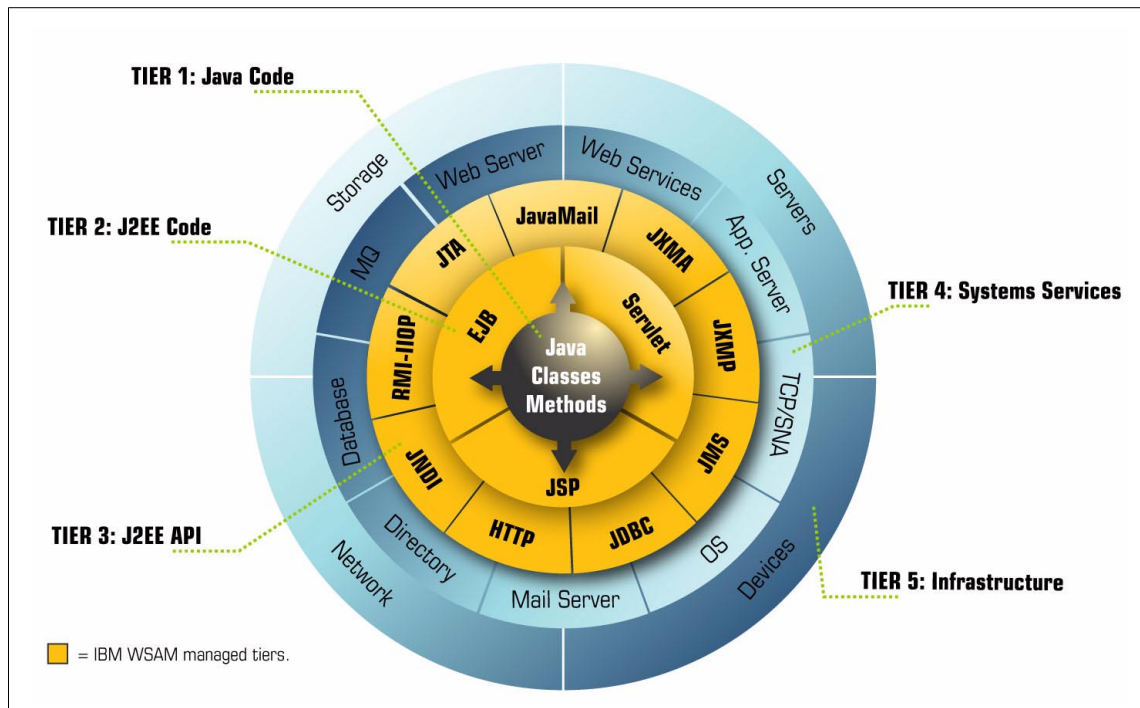 TIER 1: Java Code
TIER 2: J2EE Code
TIER 3: J2EE API
TIER 4: Systems Services
TIER 5: Infrastructure
Storage
Servers
Devices
Network
Web Server
Web Services
App. Server
TCP/SNA
OS
Mail Server
Directory
Database
MQ
JavaMail
JXMA
JXMP
JMS
JDBC
HTTP
JNDI
RMI-IIOP
JTA
EJB
Servlet
JSP
Java
Classes
Methods
= IBM WSAM managed tiers.